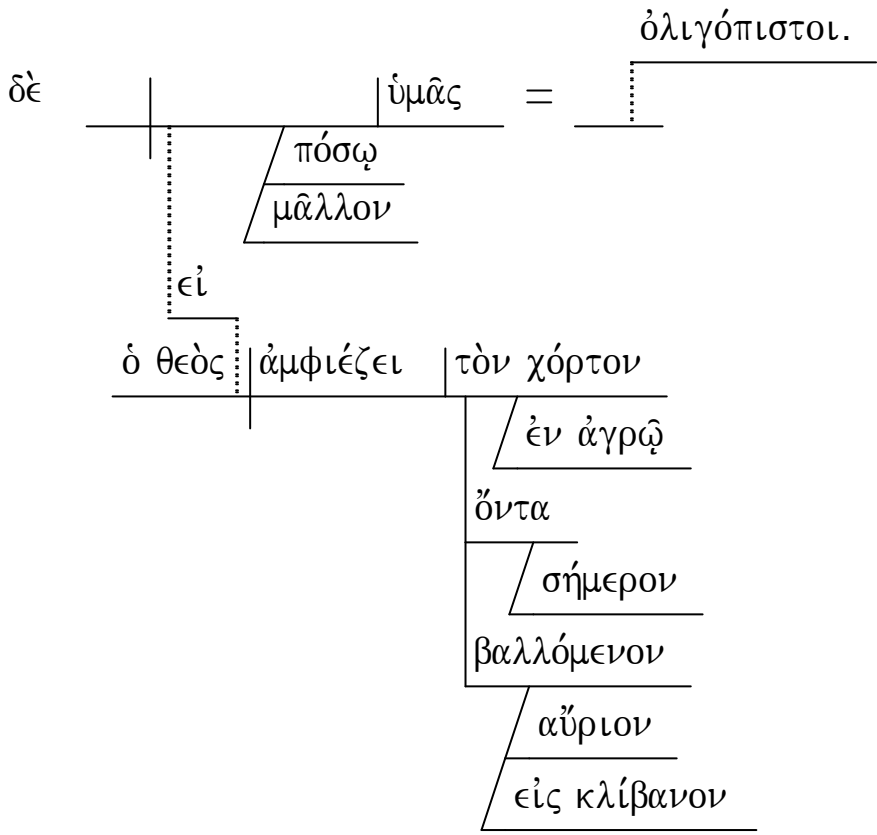 ὀλιγόπιστοι.
δὲ ὑμᾶς =
πόσῳ
μᾶλλον
εἰ
ὁ θεὸς ἀμφιέζει τὸν χόρτον
ἐν ἀγρῷ
ὄντα
σήμερον
βαλλόμενον
αὔριον
εἰς κλίβανον